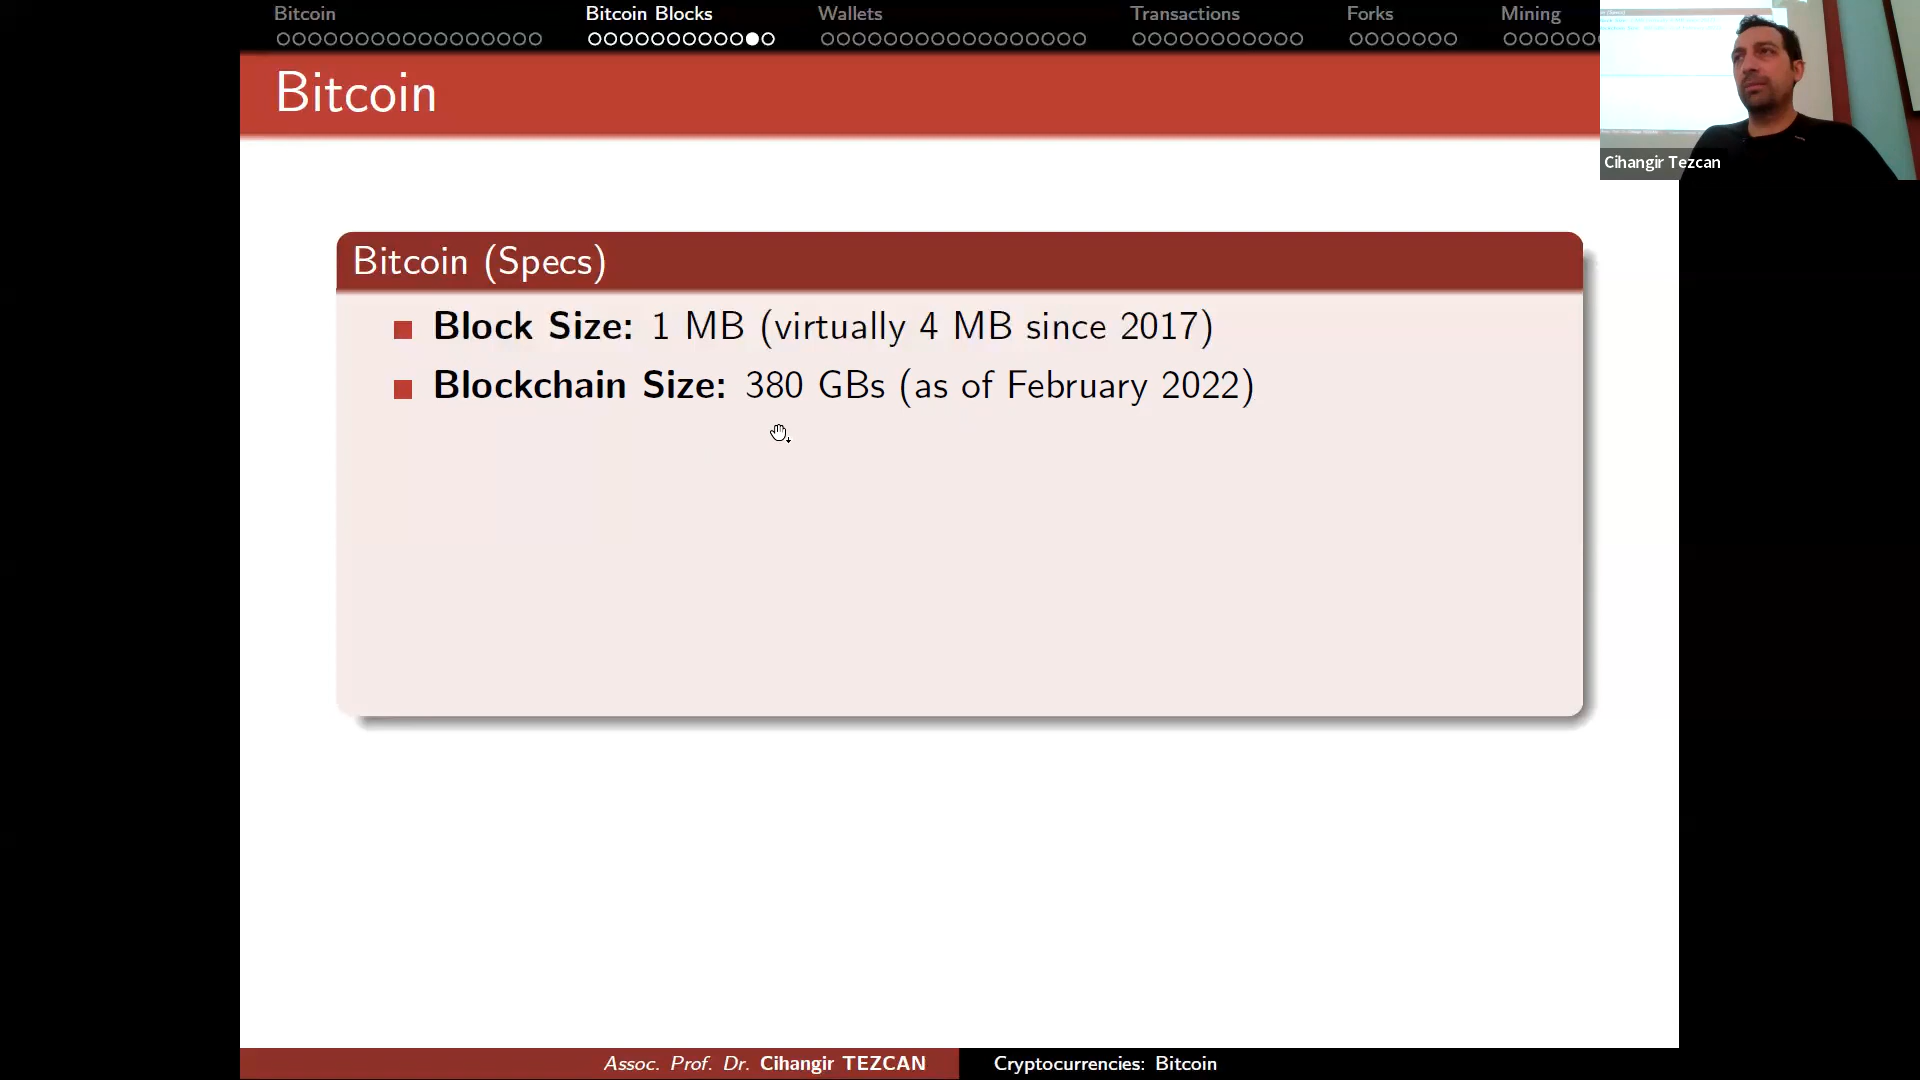 Bitcoin
Bitcoin Blocks
Wallets
Transactions
Forks
Mining
Bitcoin
Cihangir Tezcan
Bitcoin (Specs)
Block Size: 1 MB (virtually 4 MB since 2017)
Blockchain Size: 380 GBs (as of February 2022)
Assoc. Prof. Dr. Cihangir TEZCAN
Cryptocurrencies: Bitcoin